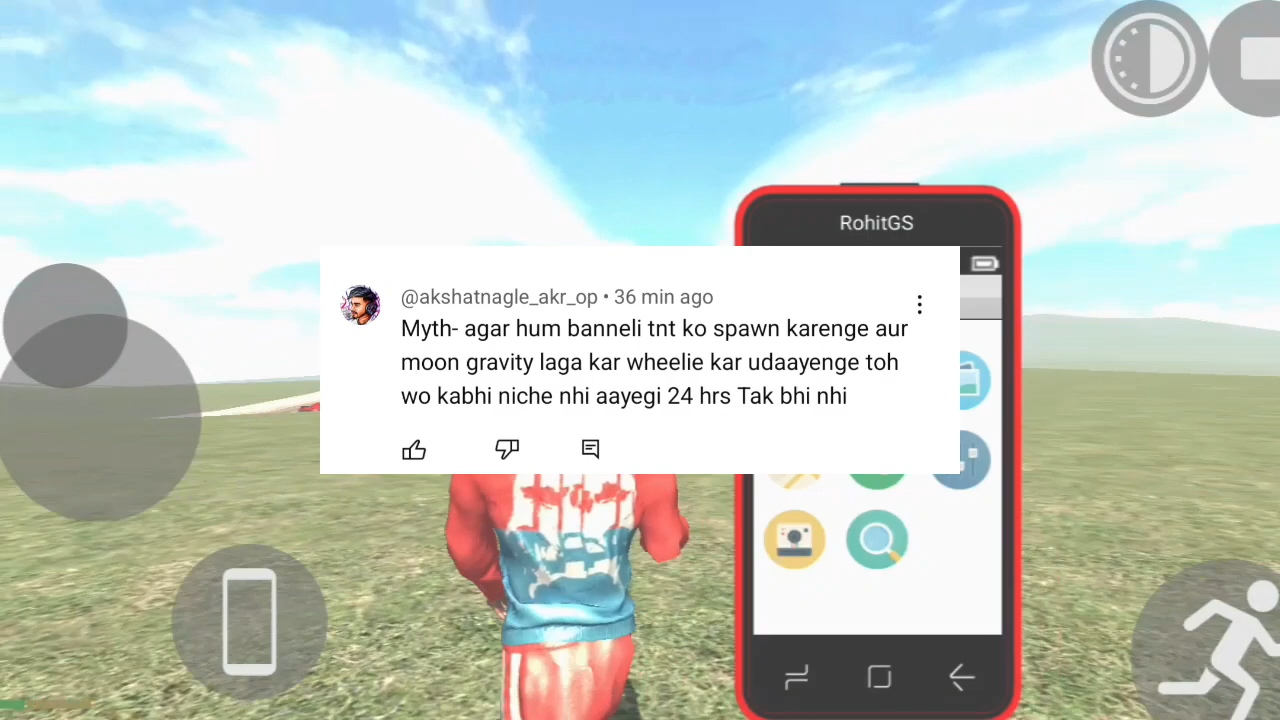 RohitGS
@akshatnagle_akr_op • 36 min ago
Myth- agar hum banneli tnt ko spawn karenge aur
moon gravity laga kar wheelie kar udaayenge toh
wo kabhi niche nhi aayegi 24 hrs Tak bhi nhi